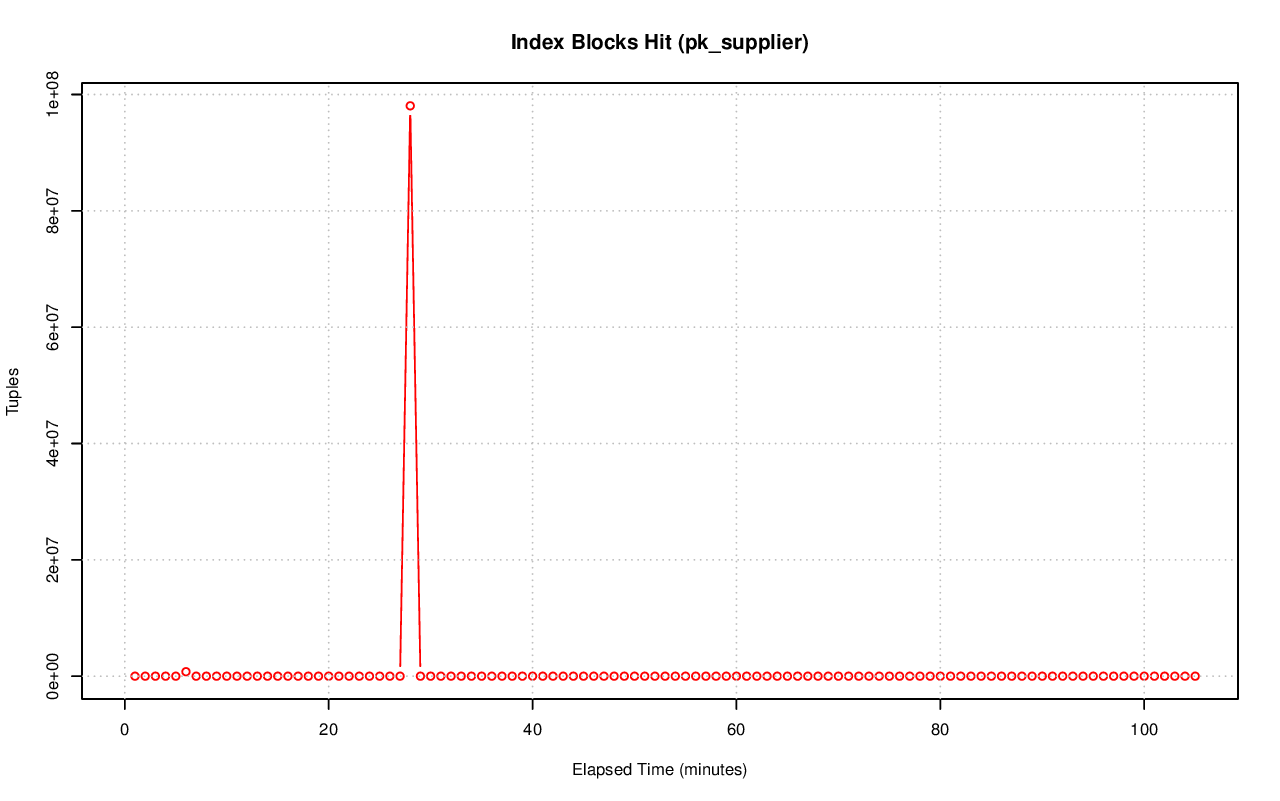 Index Blocks Hit (pk_supplier)
1e+08
8e+07
6e+07
4e+07
2e+07
0e+00
Tuples
0 20 40 60 80 100
Elapsed Time (minutes)